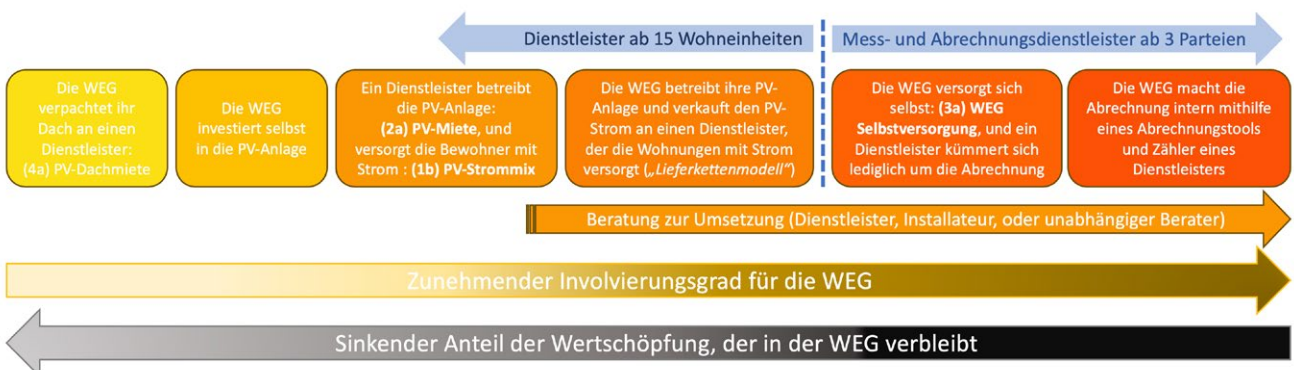 Dienstleister ab 15 Wohneinheiten
Mess- und Abrechnungsdienstleister ab 3 Parteien
Die WEG
verpachtet ihr
Dach an einen
Dienstleister:
(4a) PV-Dachmiete
Die WEG
investiert selbst
in die PV-Anlage
Ein Dienstleister betreibt
die PV-Anlage:
(2a) PV-Miete, und
versorgt die Bewohner mit
Strom : (1b) PV-Strommix
Die WEG betreibt ihre PV-
Anlage und verkauft den PV-
Strom an einen Dienstleister,
der die Wohnungen mit Strom
versorgt („Lieferkettenmodell“)
Die WEG versorgt sich
selbst: (3a) WEG
Selbstversorgung, und ein
Dienstleister kümmert sich
lediglich um die Abrechnung
Die WEG macht die
Abrechnung intern mithilfe
eines Abrechnungstools
und Zähler eines
Dienstleisters
Beratung zur Umsetzung (Dienstleister, Installateur, oder unabhängiger Berater)
Zunehmender Involvierungsgrad für die WEG
Sinkender Anteil der Wertschöpfung, der in der WEG verbleibt